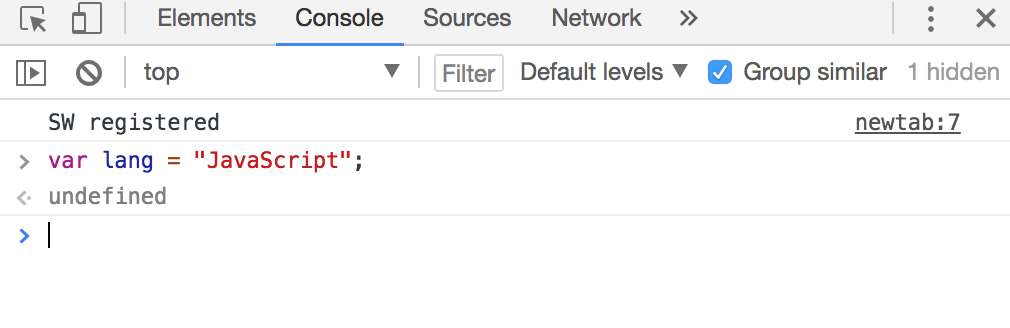 Elements Console Sources Network »
top ▼ Filter Default levels ▼ Group similar 1 hidden
SW registered newtab:7
> var lang = "JavaScript";
undefined
>